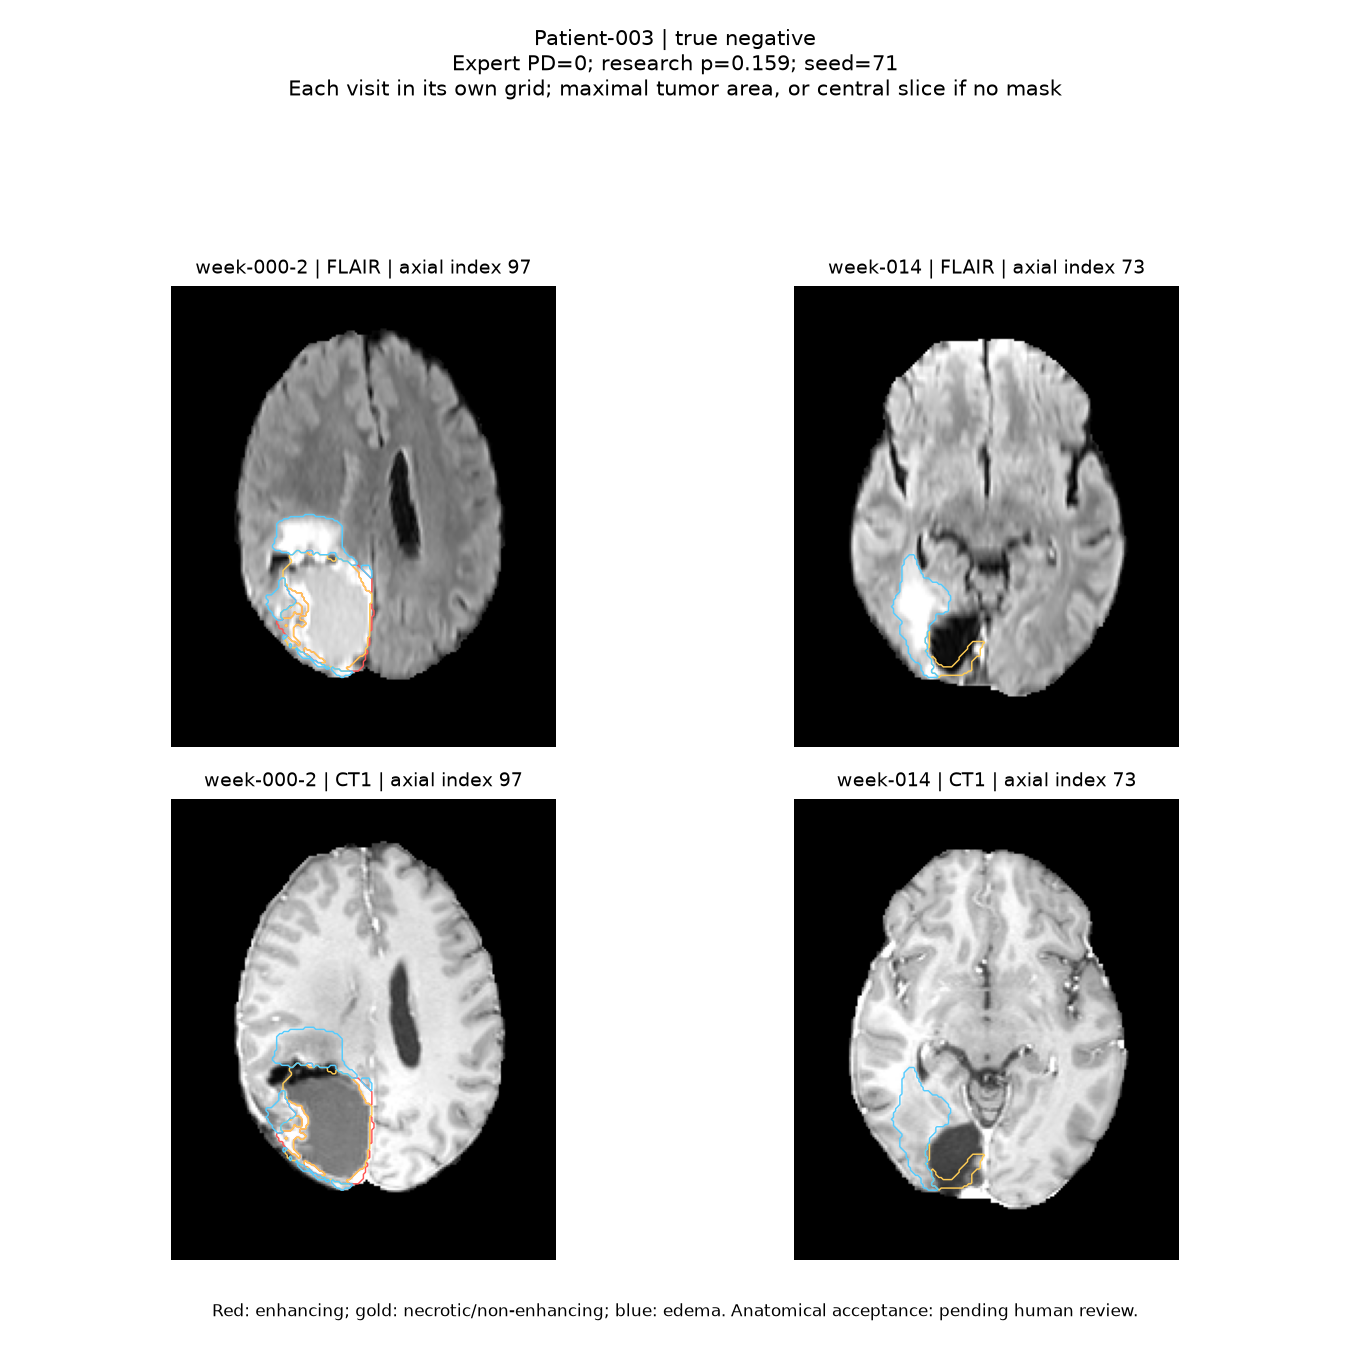 Patient-003 | true negative
Expert PD=0; research p=0.159; seed=71
Each visit in its own grid; maximal tumor area, or central slice if no mask
week-000-2 | FLAIR | axial index 97
week-014 | FLAIR | axial index 73
week-000-2 | CT1 | axial index 97
week-014 | CT1 | axial index 73
Red: enhancing; gold: necrotic/non-enhancing; blue: edema. Anatomical acceptance: pending human review.